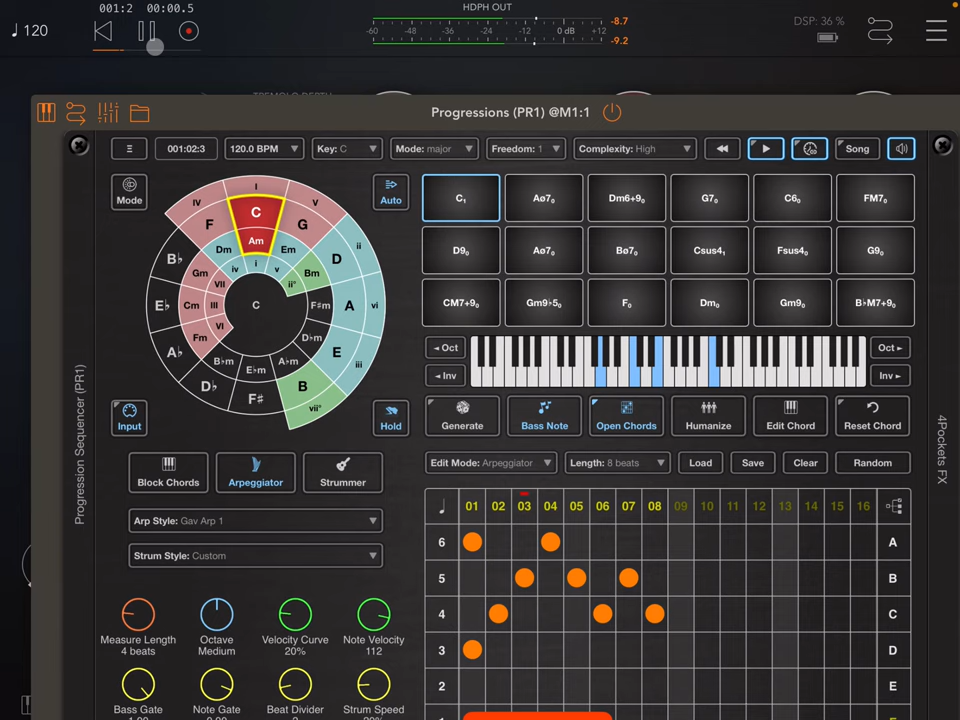 001:2 00:00.5
♩ 120
HDPH OUT
-60 -48 -36 -24 -12 0 dB +12
-8.7
-9.2
DSP: 36 %
TREMOLO DEPTH
Progressions (PR1) @M1:1
001:02:3
120.0 BPM
Key: C
Mode: major
Freedom: 1
Complexity: High
Song
Mode
Auto
I
IV
V
F
C
G
Am
Dm
Em
iv
i
v
B♭
Gm
VII
ii°
Bm
D
ii
E♭
Cm
III
C
F#m
A
vi
A♭
Fm
VI
D♭m
E
iii
B♭m
E♭m
A♭m
D♭
F#
B
vii°
Input
Hold
C1 Aø7₀ Dm6+9₀ G7₀ C6₀ FM7₀
D9₀ Aø7₀ Bø7₀ Csus4₁ Fsus4₀ G9₀
CM7+9₀ Gm9♭5₀ F₀ Dm₀ Gm9₀ B♭M7+9₀
Oct
Oct
Inv
Inv
Generate
Bass Note
Open Chords
Humanize
Edit Chord
Reset Chord
Progression Sequencer (PR1)
4Pockets FX
Block Chords
Arpeggiator
Strummer
Edit Mode: Arpeggiator
Length: 8 beats
Load
Save
Clear
Random
Arp Style: Gav Arp 1
Strum Style: Custom
♩ 01 02 03 04 05 06 07 08 09 10 11 12 13 14 15 16
6 A
5 B
4 C
3 D
2 E
Measure Length
4 beats
Octave
Medium
Velocity Curve
20%
Note Velocity
112
Bass Gate
Note Gate
Beat Divider
Strum Speed